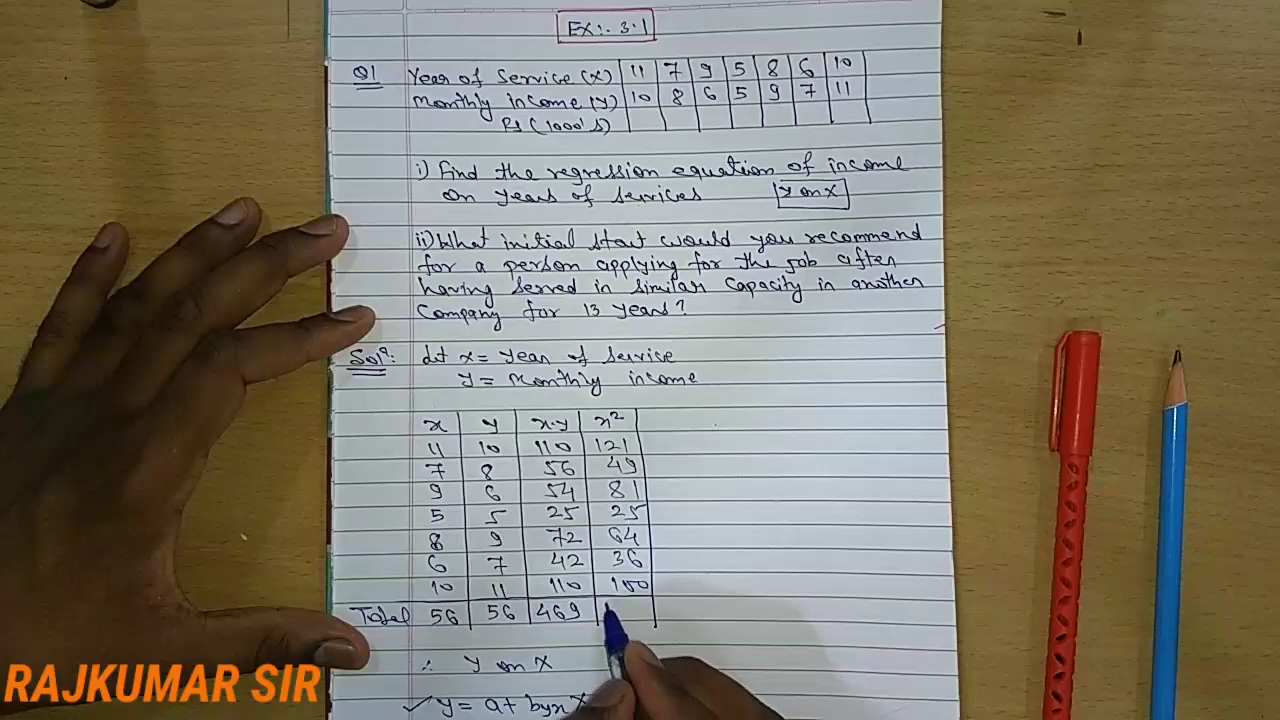 EX:- 3.1
Q1 Year of Service (X) 11 7 9 5 8 6 10
Monthly income (Y) 10 8 6 5 9 7 11
Rs (1000's)
i) Find the regression equation of income
on years of services Y on X
ii) What initial start would you recommend
for a person applying for the job after
having served in similar capacity in another
Company for 13 years?
Solⁿ: Let x = Year of Service
Y = Monthly income
x y x.y x²
11 10 110 121
7 8 56 49
9 6 54 81
5 5 25 25
8 9 72 64
6 7 42 36
10 11 110 100
Total 56 56 469
∴ Y on X
✓ Y = a + byx X
RAJKUMAR SIR